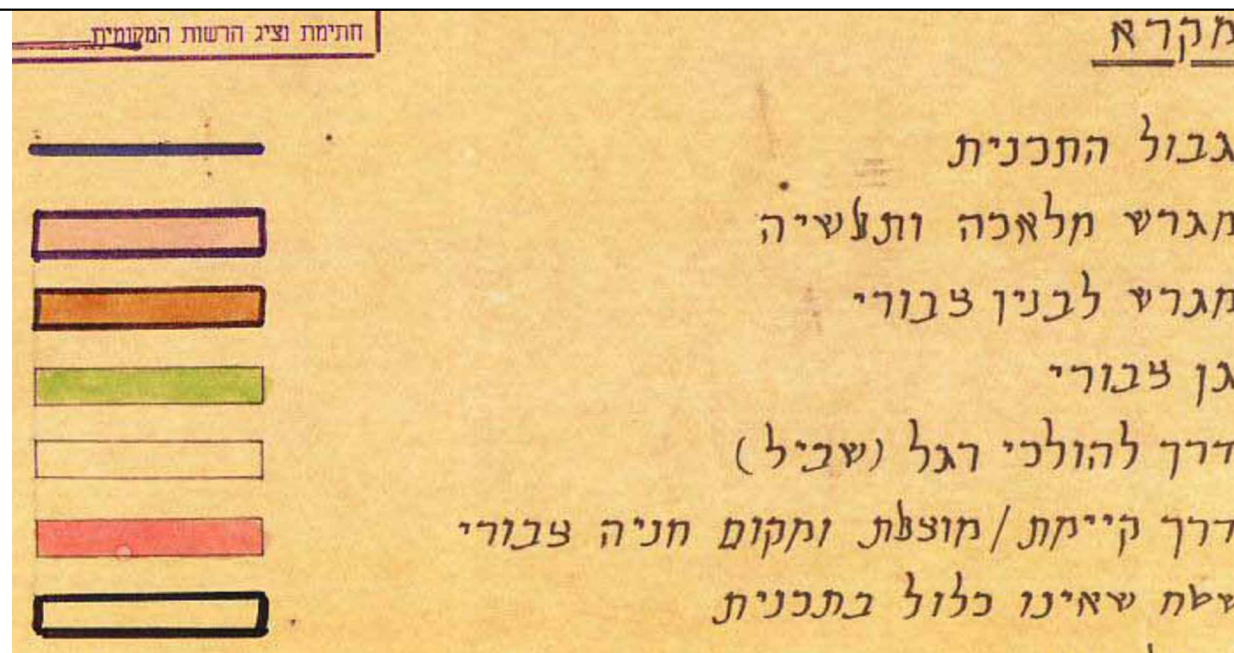 חתימת נציג הרשות המקומית
מקרא
גבול התכנית
מגרש מלאכה ותעשיה
מגרש לבנין צבורי
גן צבורי
דרך להולכי רגל (שביל)
דרך קיימת/מוצעת ומקום חניה צבורי
שטח שאינו כלול בתכנית